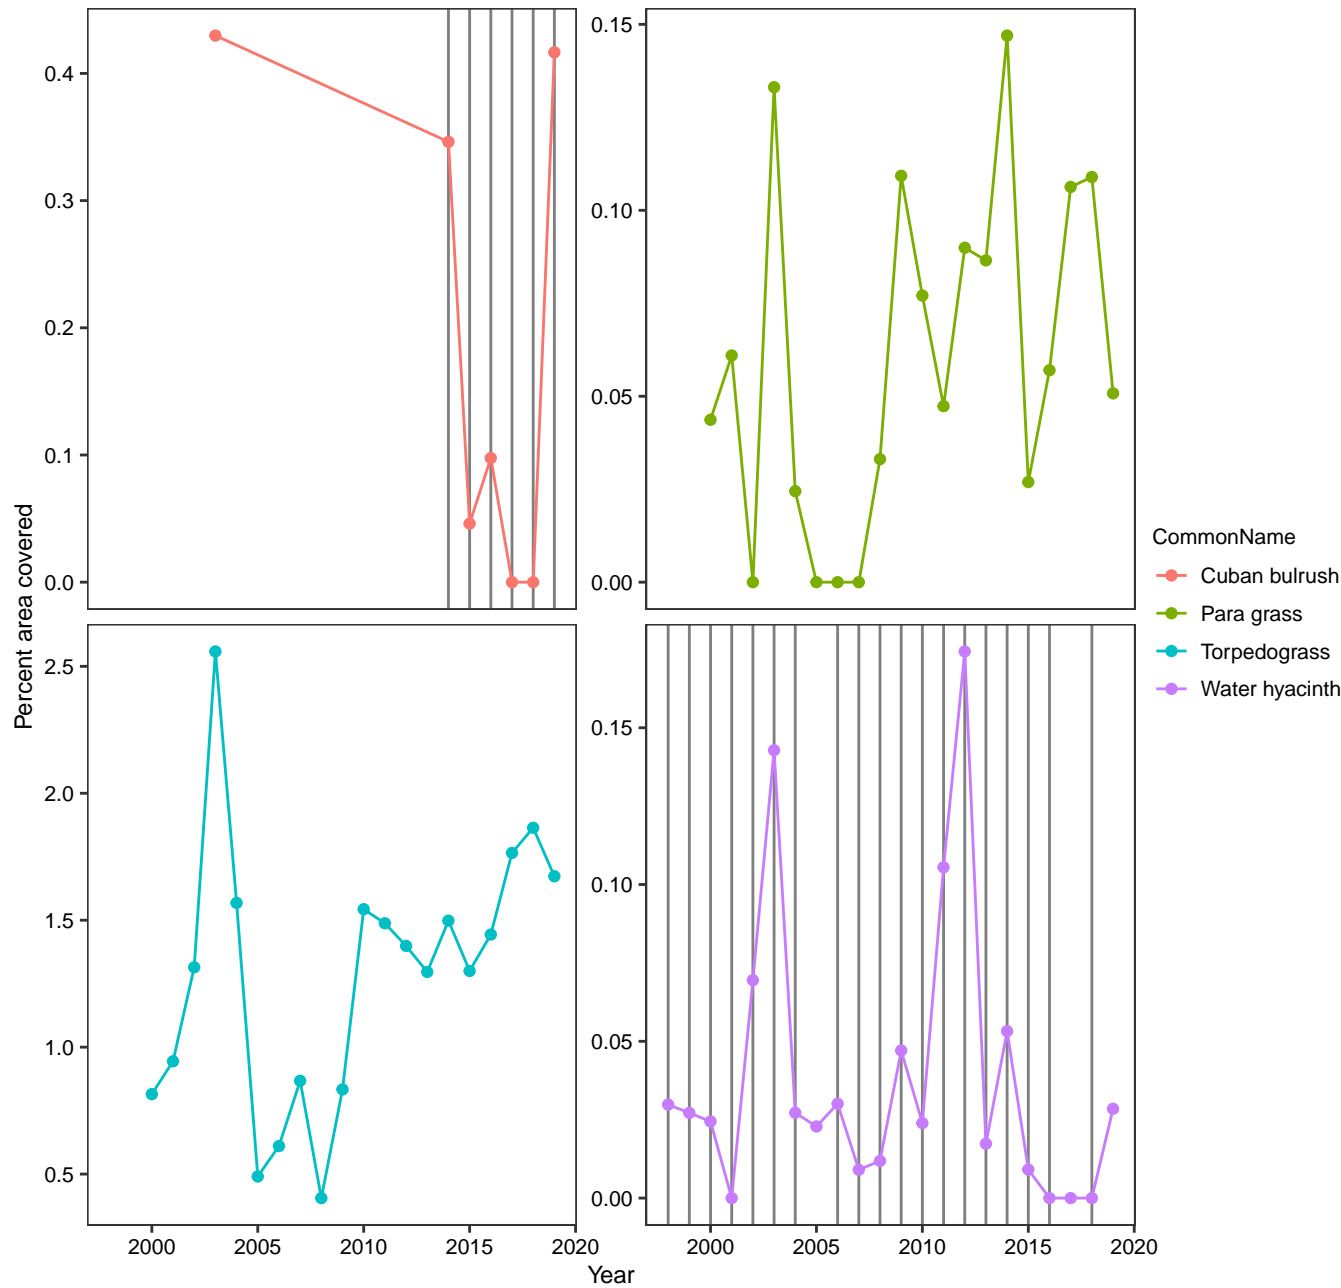 0.4
0.3
0.2
0.1
0.0
0.15
0.10
0.05
0.00
Percent area covered
2.5
2.0
1.5
1.0
0.5
2000 2005 2010 2015 2020
0.15
0.10
0.05
0.00
2000 2005 2010 2015 2020
Year
CommonName
Cuban bulrush
Para grass
Torpedograss
Water hyacinth